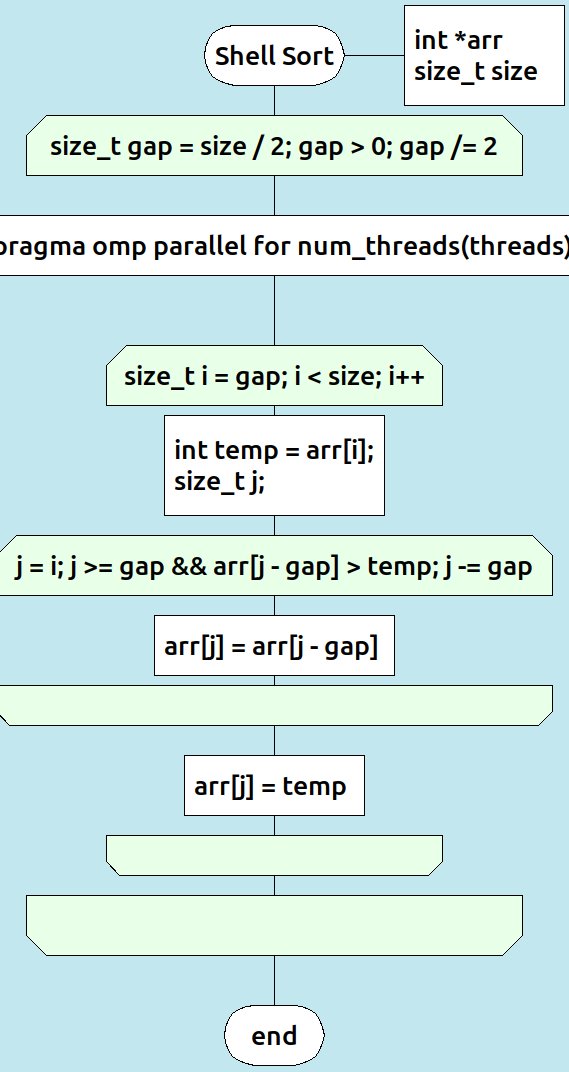 Shell Sort
int *arr
size_t size
size_t gap = size / 2; gap > 0; gap /= 2
pragma omp parallel for num_threads(threads)
size_t i = gap; i < size; i++
int temp = arr[i];
size_t j;
j = i; j >= gap && arr[j - gap] > temp; j -= gap
arr[j] = arr[j - gap]
arr[j] = temp
end